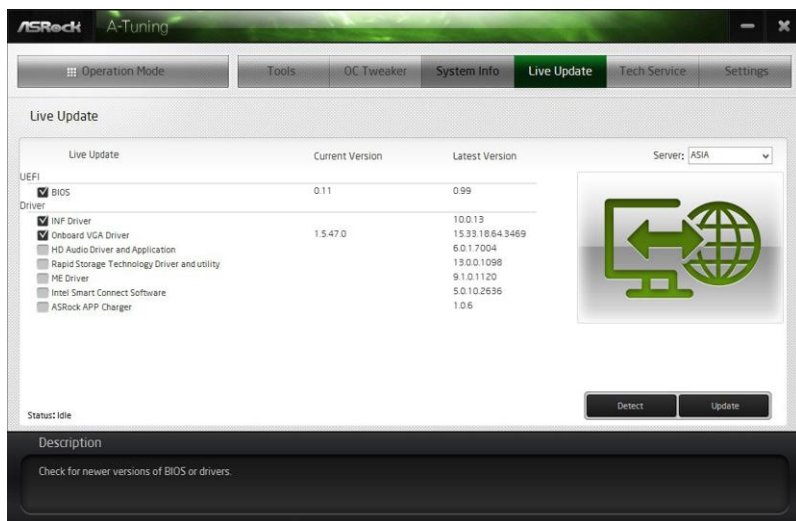 ASRock A-Tuning
Operation Mode Tools OC Tweaker System Info Live Update Tech Service Settings
Live Update
Live Update Current Version Latest Version Server: ASIA
UEFI
BIOS 0.11 0.99
Driver
INF Driver 10.0.13
Onboard VGA Driver 1.5.47.0 15.33.18.64.3469
HD Audio Driver and Application 6.0.1.7004
Rapid Storage Technology Driver and utility 13.0.0.1098
ME Driver 9.1.0.1120
Intel Smart Connect Software 5.0.10.2636
ASRock APP Charger 1.0.6
Status: Idle Detect Update
Description
Check for newer versions of BIOS or drivers.